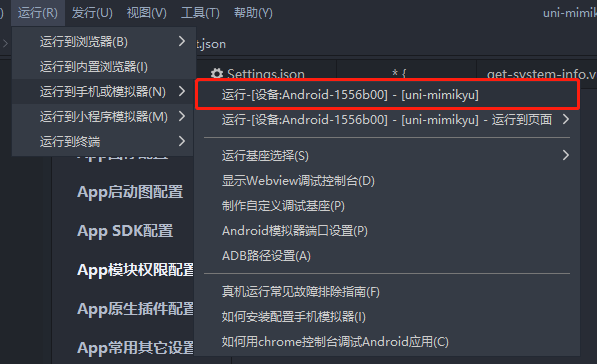 运行(R) 发行(U) 视图(V) 工具(T) 帮助(Y) uni-mimik
运行到浏览器(B)
.json
运行到内置浏览器(I)
Settings.json * { get-system-info.v
运行到手机或模拟器(N)
运行-[设备:Android-1556b00] - [uni-mimikyu]
运行到小程序模拟器(M)
运行-[设备:Android-1556b00] - [uni-mimikyu] - 运行到页面
运行到终端
运行基座选择(S)
显示Webview调试控制台(D)
App启动图配置
制作自定义调试基座(P)
App SDK配置
Android模拟器端口设置(P)
ADB路径设置(A)
App模块权限配置
真机运行常见故障排除指南(F)
App原生插件配置
如何安装配置手机模拟器(I)
如何用chrome控制台调试Android应用(C)
App常用其它设置